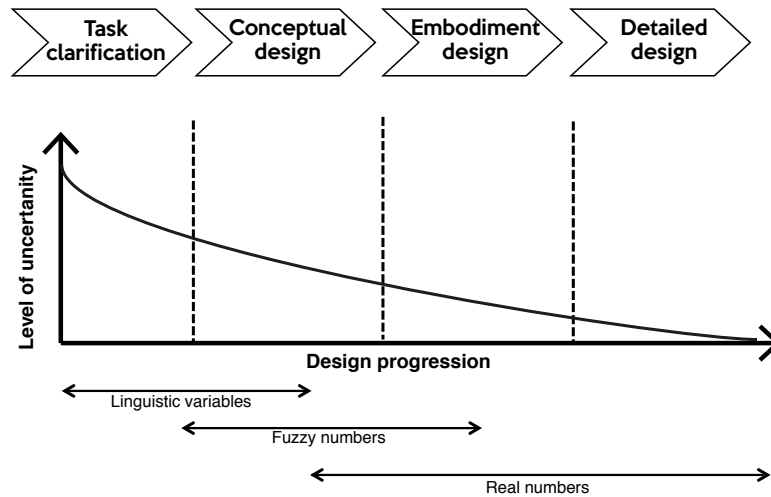 Task
clarification
Conceptual
design
Embodiment
design
Detailed
design
Level of uncertanity
Design progression
Linguistic variables
Fuzzy numbers
Real numbers